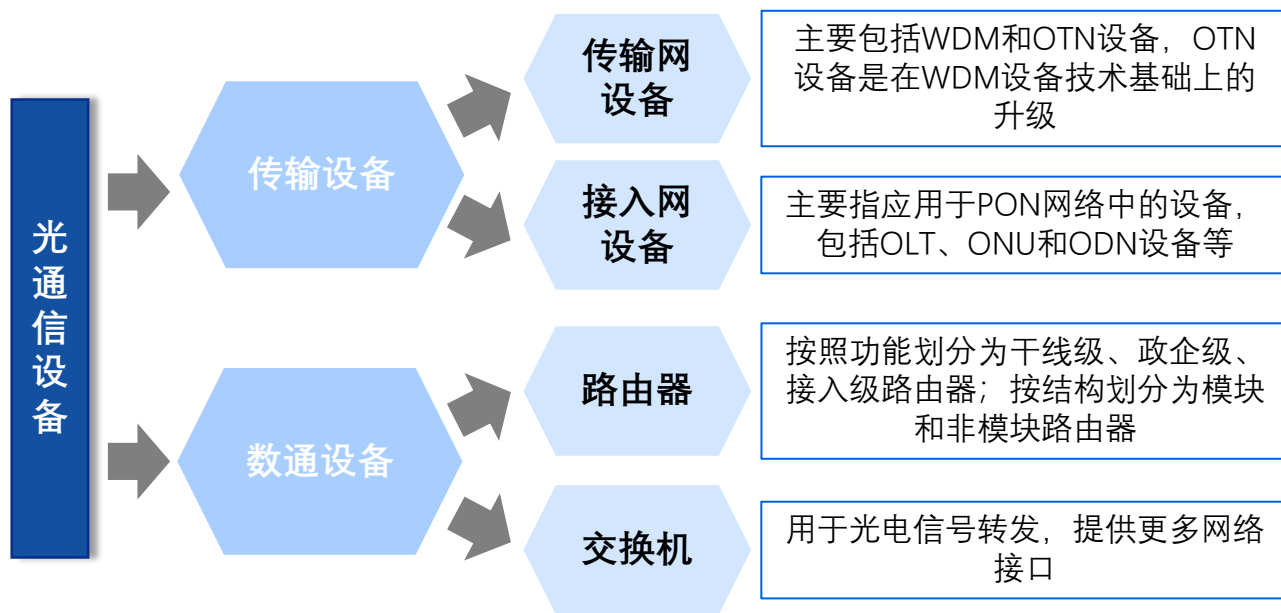 光通信设备
传输设备
传输网
设备
主要包括WDM和OTN设备，OTN
设备是在WDM设备技术基础上的
升级
接入网
设备
主要指应用于PON网络中的设备，
包括OLT、ONU和ODN设备等
数通设备
路由器
按照功能划分为干线级、政企级、
接入级路由器；按结构划分为模块
和非模块路由器
交换机
用于光电信号转发，提供更多网络
接口